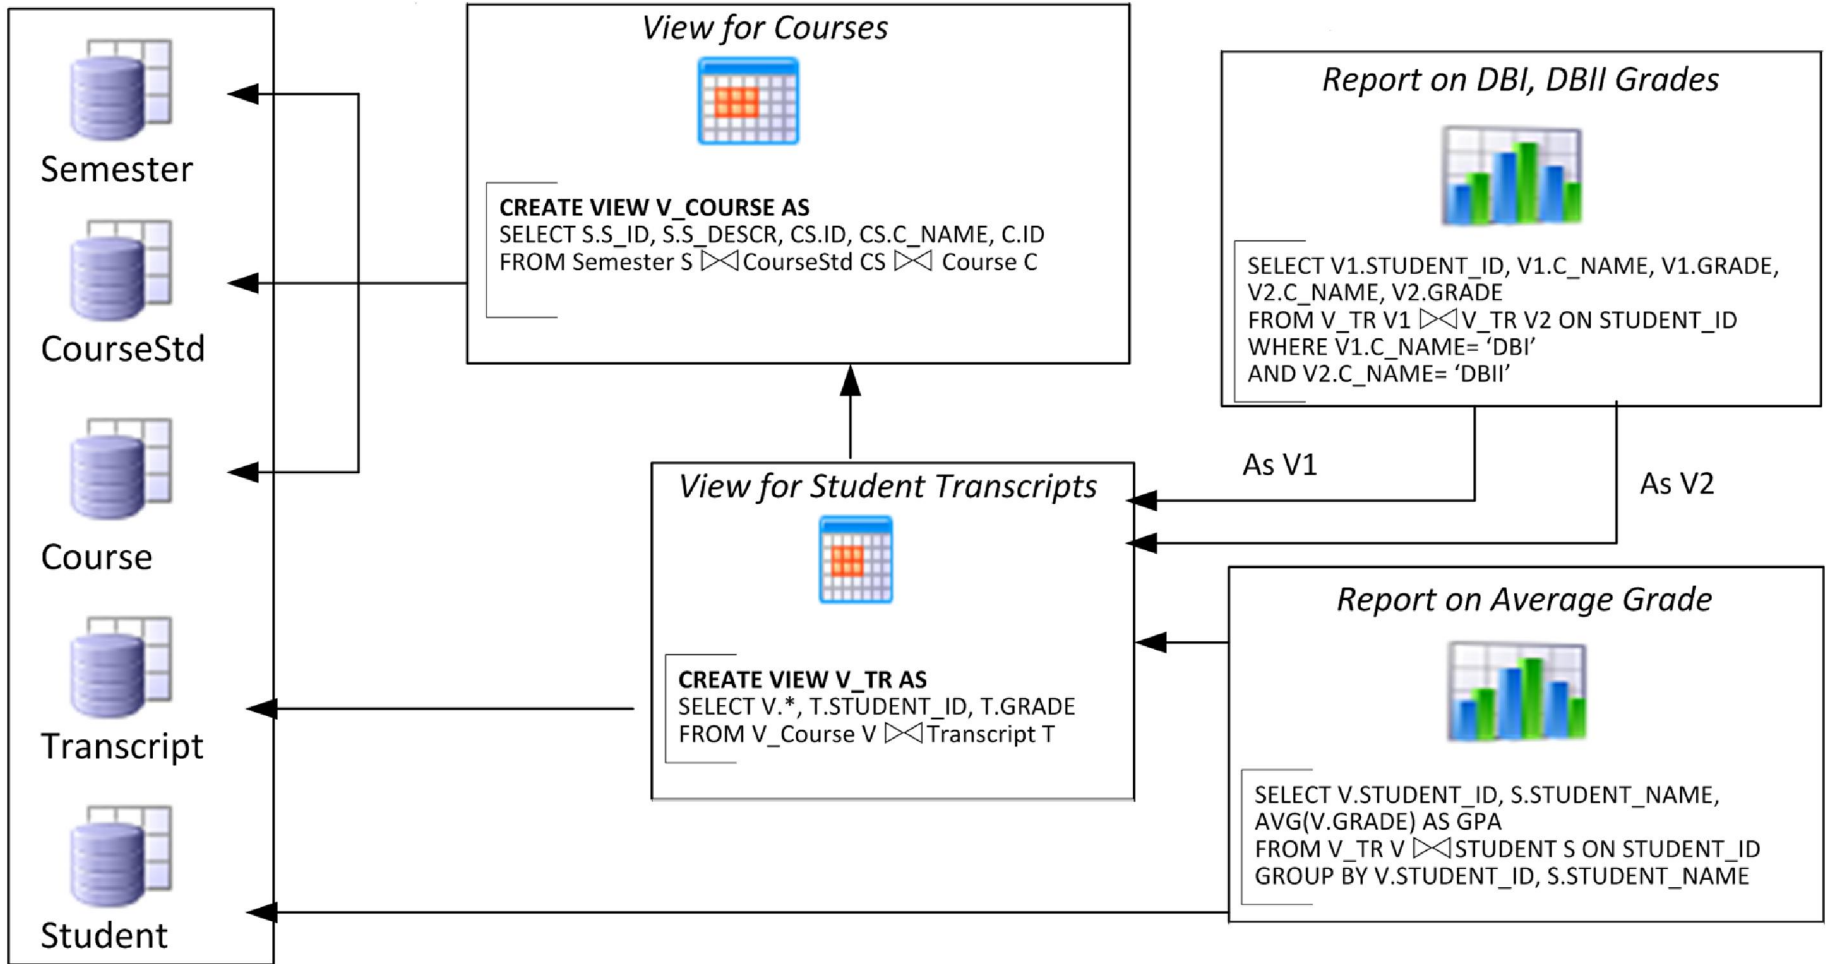 Semester
CourseStd
Course
Transcript
Student
View for Courses
CREATE VIEW V_COURSE AS
SELECT S.S_ID, S.S_DESCR, CS.ID, CS.C_NAME, C.ID
FROM Semester S ⋈ CourseStd CS ⋈ Course C
View for Student Transcripts
CREATE VIEW V_TR AS
SELECT V.*, T.STUDENT_ID, T.GRADE
FROM V_Course V ⋈ Transcript T
Report on DBI, DBII Grades
SELECT V1.STUDENT_ID, V1.C_NAME, V1.GRADE,
V2.C_NAME, V2.GRADE
FROM V_TR V1 ⋈ V_TR V2 ON STUDENT_ID
WHERE V1.C_NAME= ‘DBI’
AND V2.C_NAME= ‘DBII’
As V1
As V2
Report on Average Grade
SELECT V.STUDENT_ID, S.STUDENT_NAME,
AVG(V.GRADE) AS GPA
FROM V_TR V ⋈ STUDENT S ON STUDENT_ID
GROUP BY V.STUDENT_ID, S.STUDENT_NAME